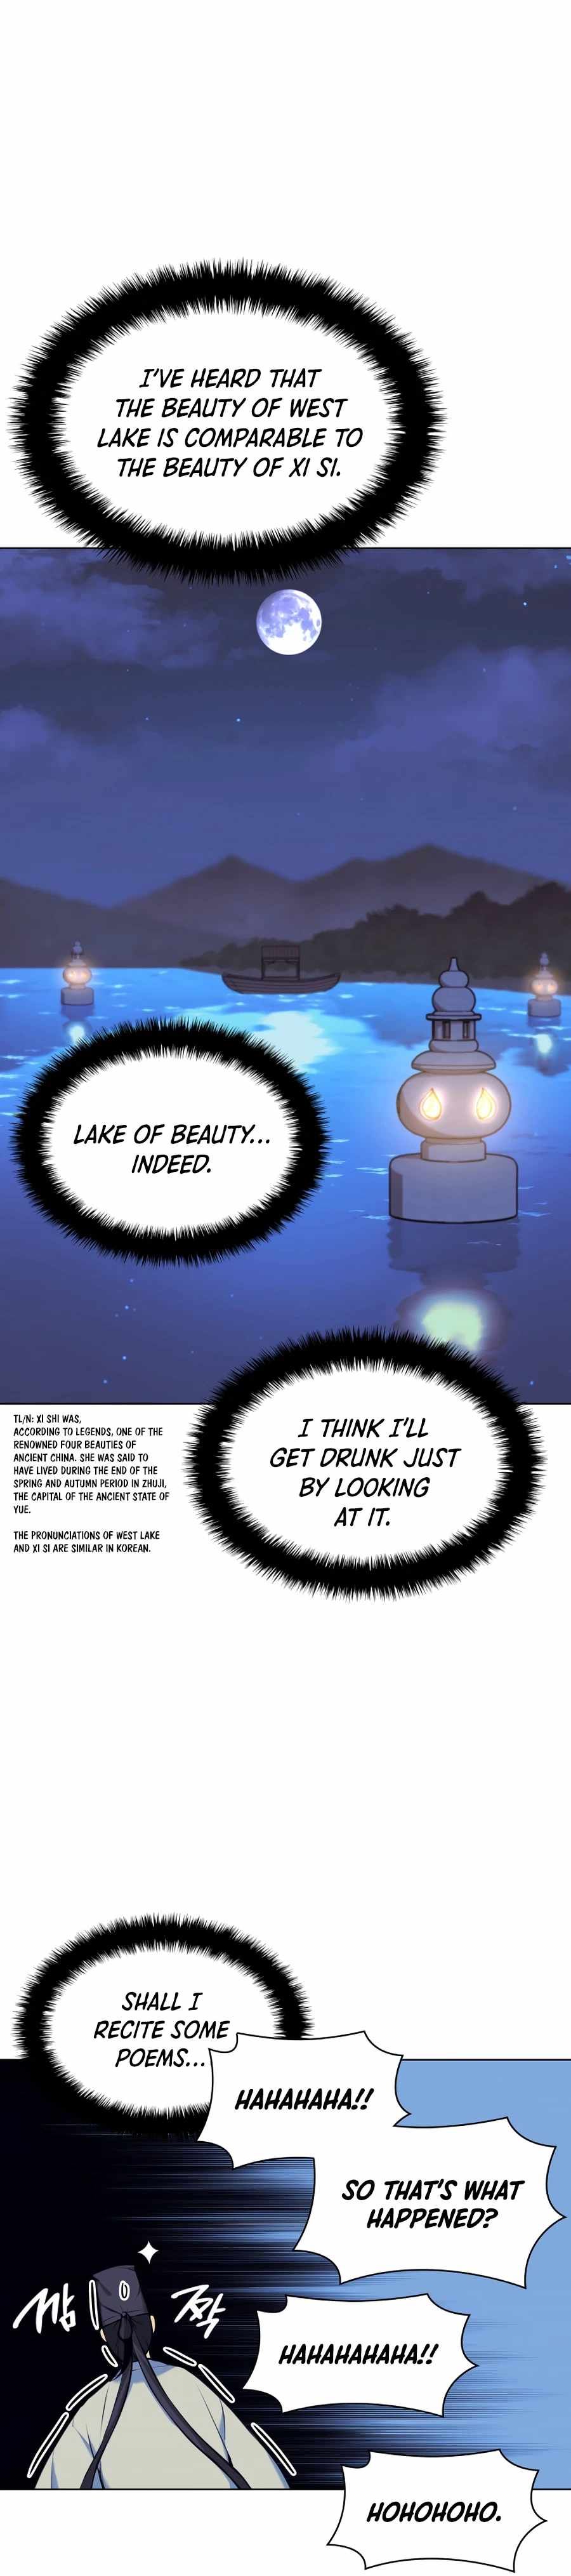 I'VE HEARD THAT
THE BEAUTY OF WEST
LAKE IS COMPARABLE TO
THE BEAUTY OF XI SI.
LAKE OF BEAUTY...
INDEED.
I THINK I'LL
GET DRUNK JUST
BY LOOKING
AT IT.
TL/N: XI SHI WAS,
ACCORDING TO LEGENDS, ONE OF THE
RENOWNED FOUR BEAUTIES OF
ANCIENT CHINA. SHE WAS SAID TO
HAVE LIVED DURING THE END OF THE
SPRING AND AUTUMN PERIOD IN ZHUJI,
THE CAPITAL OF THE ANCIENT STATE OF
YUE.
THE PRONUNCIATIONS OF WEST LAKE
AND XI SI ARE SIMILAR IN KOREAN.
SHALL I
RECITE SOME
POEMS...
HAHAHAHA!!
SO THAT'S WHAT
HAPPENED?
깜짝
HAHAHAHAHA!!
HOHOHOHO.